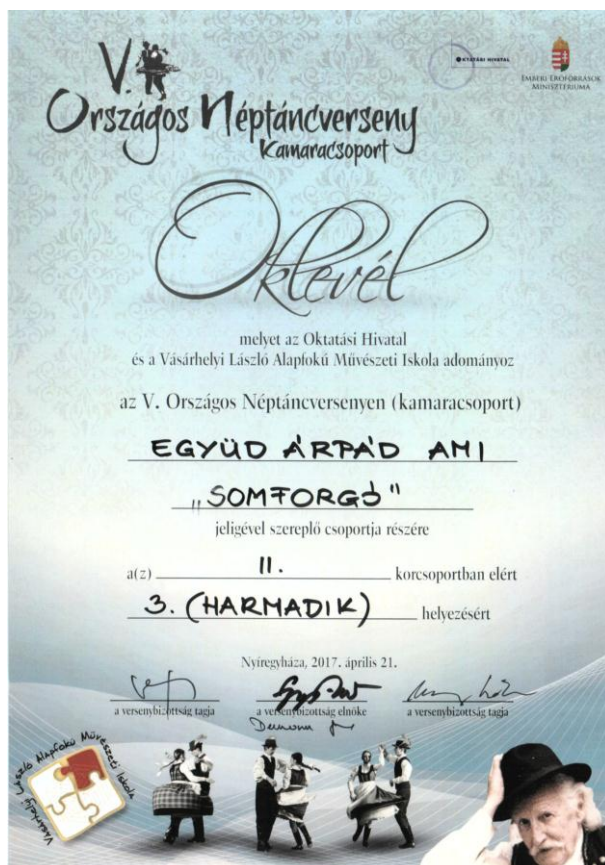 V.
Országos Néptáncverseny
Kamaracsoport
OKTATÁSI HIVATAL
EMBERI ERŐFORRÁSOK
MINISZTÉRIUMA
Oklevél
melyet az Oktatási Hivatal
és a Vásárhelyi László Alapfokú Művészeti Iskola adományoz
az V. Országos Néptáncversenyen (kamaracsoport)
EGYÜD ÁRPÁD AMI
„SOMFORGÓ"
jeligével szereplő csoportja részére
a(z) II. korcsoportban elért
3. (HARMADIK) helyezésért
Nyíregyháza, 2017. április 21.
a versenybizottság tagja a versenybizottság elnöke a versenybizottság tagja
Vásárhelyi László Alapfokú Művészeti Iskola